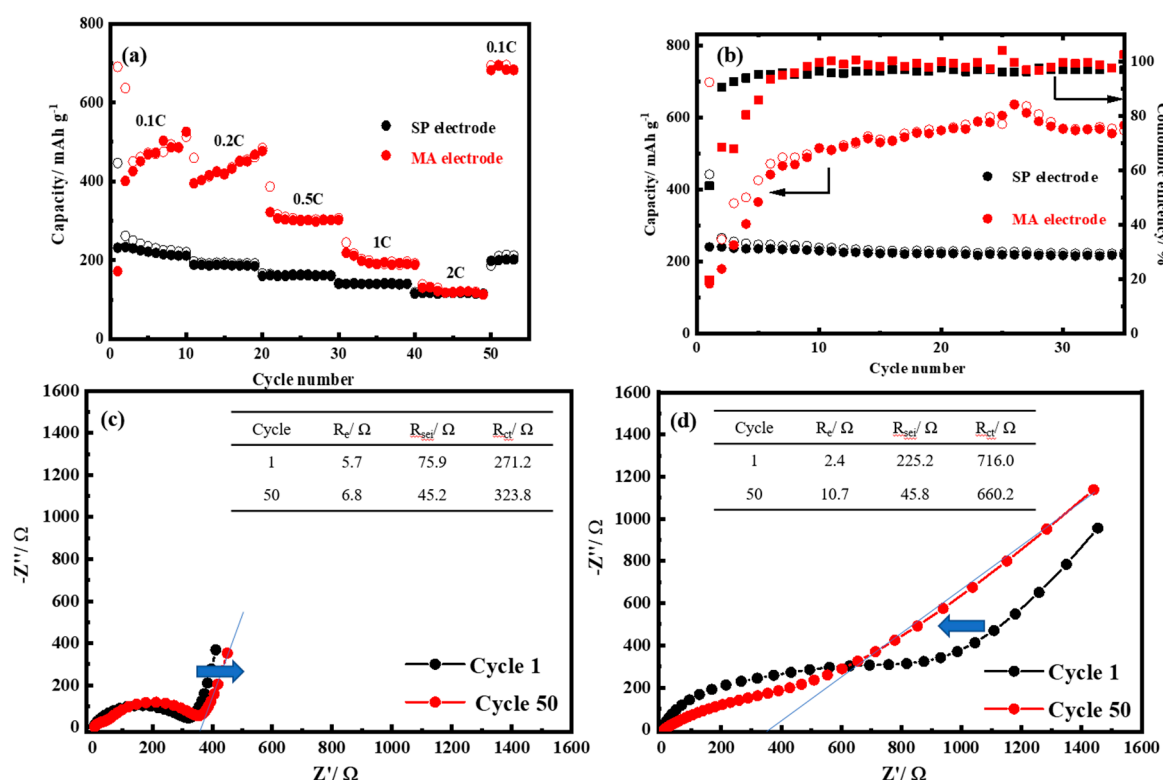 (a)
800
600
400
200
0
Capacity/ mAh g-1
0.1C
0.2C
0.5C
1C
2C
0.1C
SP electrode
MA electrode
0 10 20 30 40 50
Cycle number
(b)
800
700
600
500
400
300
200
100
0
Capacity/ mAh g-1
SP electrode
MA electrode
100
80
60
40
20
0
0 10 20 30
Cycle number
(c)
1600
1400
1200
1000
800
600
400
200
0
-Z''/ Ω
Cycle Re/ Ω Rsei/ Ω Rct/ Ω
1 5.7 75.9 271.2
50 6.8 45.2 323.8
Cycle 1
Cycle 50
0 200 400 600 800 1000 1200 1400 1600
Z'/ Ω
(d)
1600
1400
1200
1000
800
600
400
200
0
-Z''/ Ω
Cycle Re/ Ω Rsei/ Ω Rct/ Ω
1 2.4 225.2 716.0
50 10.7 45.8 660.2
Cycle 1
Cycle 50
0 200 400 600 800 1000 1200 1400 1600
Z'/ Ω